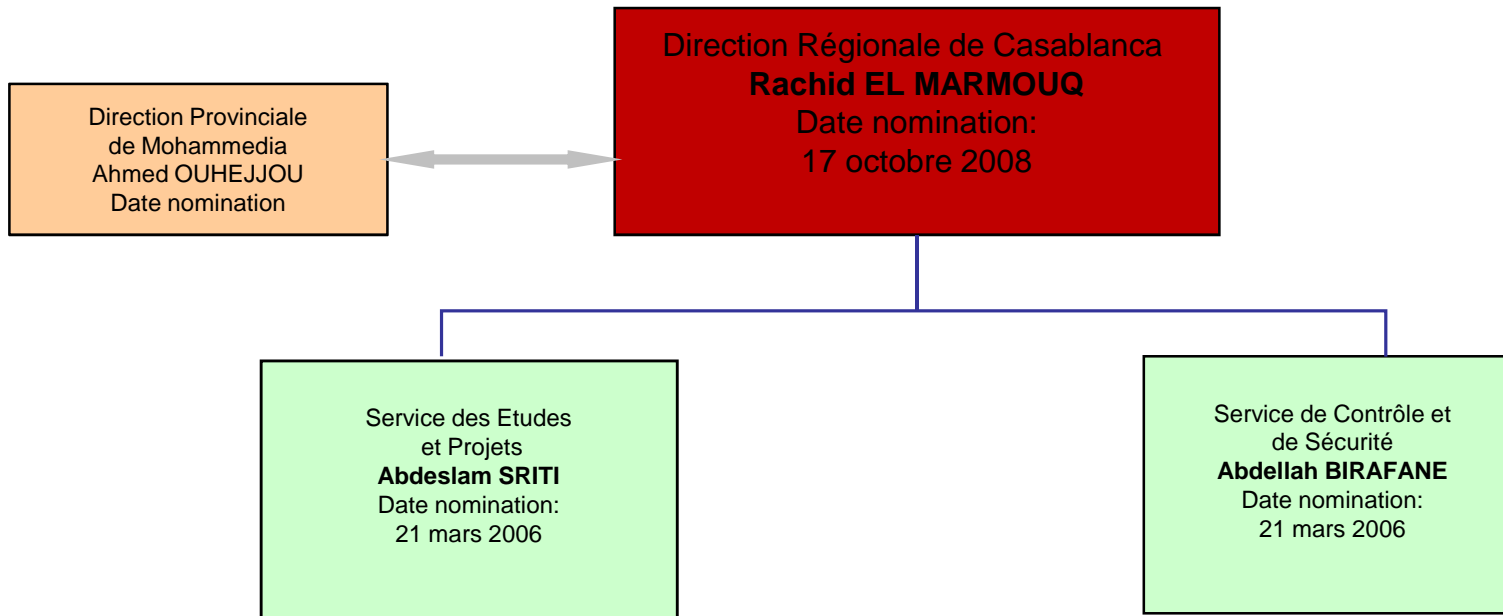 Direction Régionale de Casablanca
Rachid EL MARMOUQ
Date nomination:
17 octobre 2008
Direction Provinciale
de Mohammedia
Ahmed OUHEJJOU
Date nomination
Service des Etudes
et Projets
Abdeslam SRITI
Date nomination:
21 mars 2006
Service de Contrôle et
de Sécurité
Abdellah BIRAFANE
Date nomination:
21 mars 2006